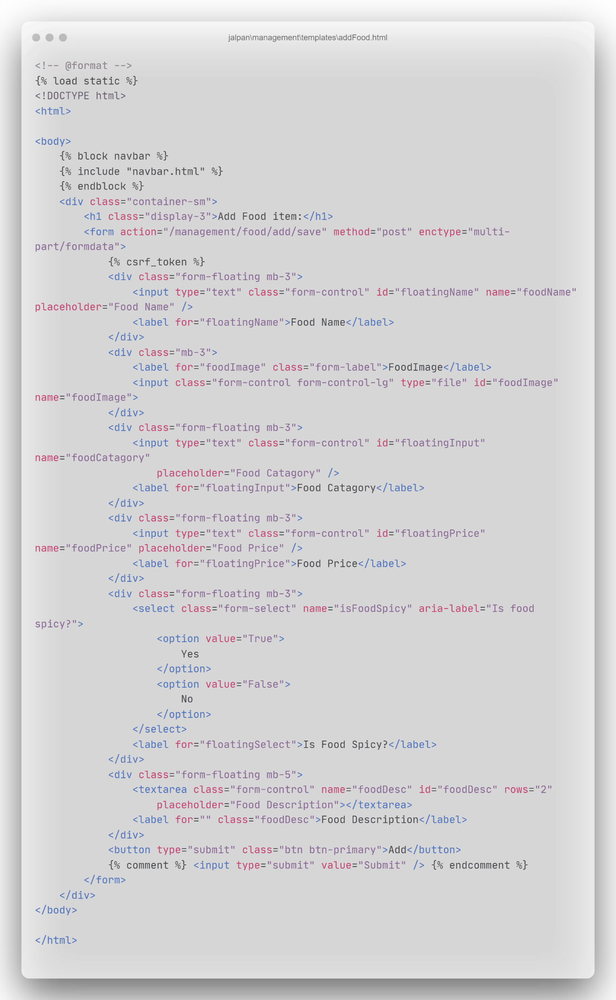 jalpan\management\templates\addFood.html
<!-- @format -->
{% load static %}
<!DOCTYPE html>
<html>

<body>
    {% block navbar %}
    {% include "navbar.html" %}
    {% endblock %}
    <div class="container-sm">
        <h1 class="display-3">Add Food item:</h1>
        <form action="/management/food/add/save" method="post" enctype="multi-
part/formdata">
            {% csrf_token %}
            <div class="form-floating mb-3">
                <input type="text" class="form-control" id="floatingName" name="foodName"
placeholder="Food Name" />
                <label for="floatingName">Food Name</label>
            </div>
            <div class="mb-3">
                <label for="foodImage" class="form-label">FoodImage</label>
                <input class="form-control form-control-lg" type="file" id="foodImage"
name="foodImage">
            </div>
            <div class="form-floating mb-3">
                <input type="text" class="form-control" id="floatingInput"
name="foodCatagory"
                    placeholder="Food Catagory" />
                <label for="floatingInput">Food Catagory</label>
            </div>
            <div class="form-floating mb-3">
                <input type="text" class="form-control" id="floatingPrice"
name="foodPrice" placeholder="Food Price" />
                <label for="floatingPrice">Food Price</label>
            </div>
            <div class="form-floating mb-3">
                <select class="form-select" name="isFoodSpicy" aria-label="Is food
spicy?">
                    <option value="True">
                        Yes
                    </option>
                    <option value="False">
                        No
                    </option>
                </select>
                <label for="floatingSelect">Is Food Spicy?</label>
            </div>
            <div class="form-floating mb-5">
                <textarea class="form-control" name="foodDesc" id="foodDesc" rows="2"
                    placeholder="Food Description"></textarea>
                <label for="" class="foodDesc">Food Description</label>
            </div>
            <button type="submit" class="btn btn-primary">Add</button>
            {% comment %} <input type="submit" value="Submit" /> {% endcomment %}
        </form>
    </div>
</body>

</html>